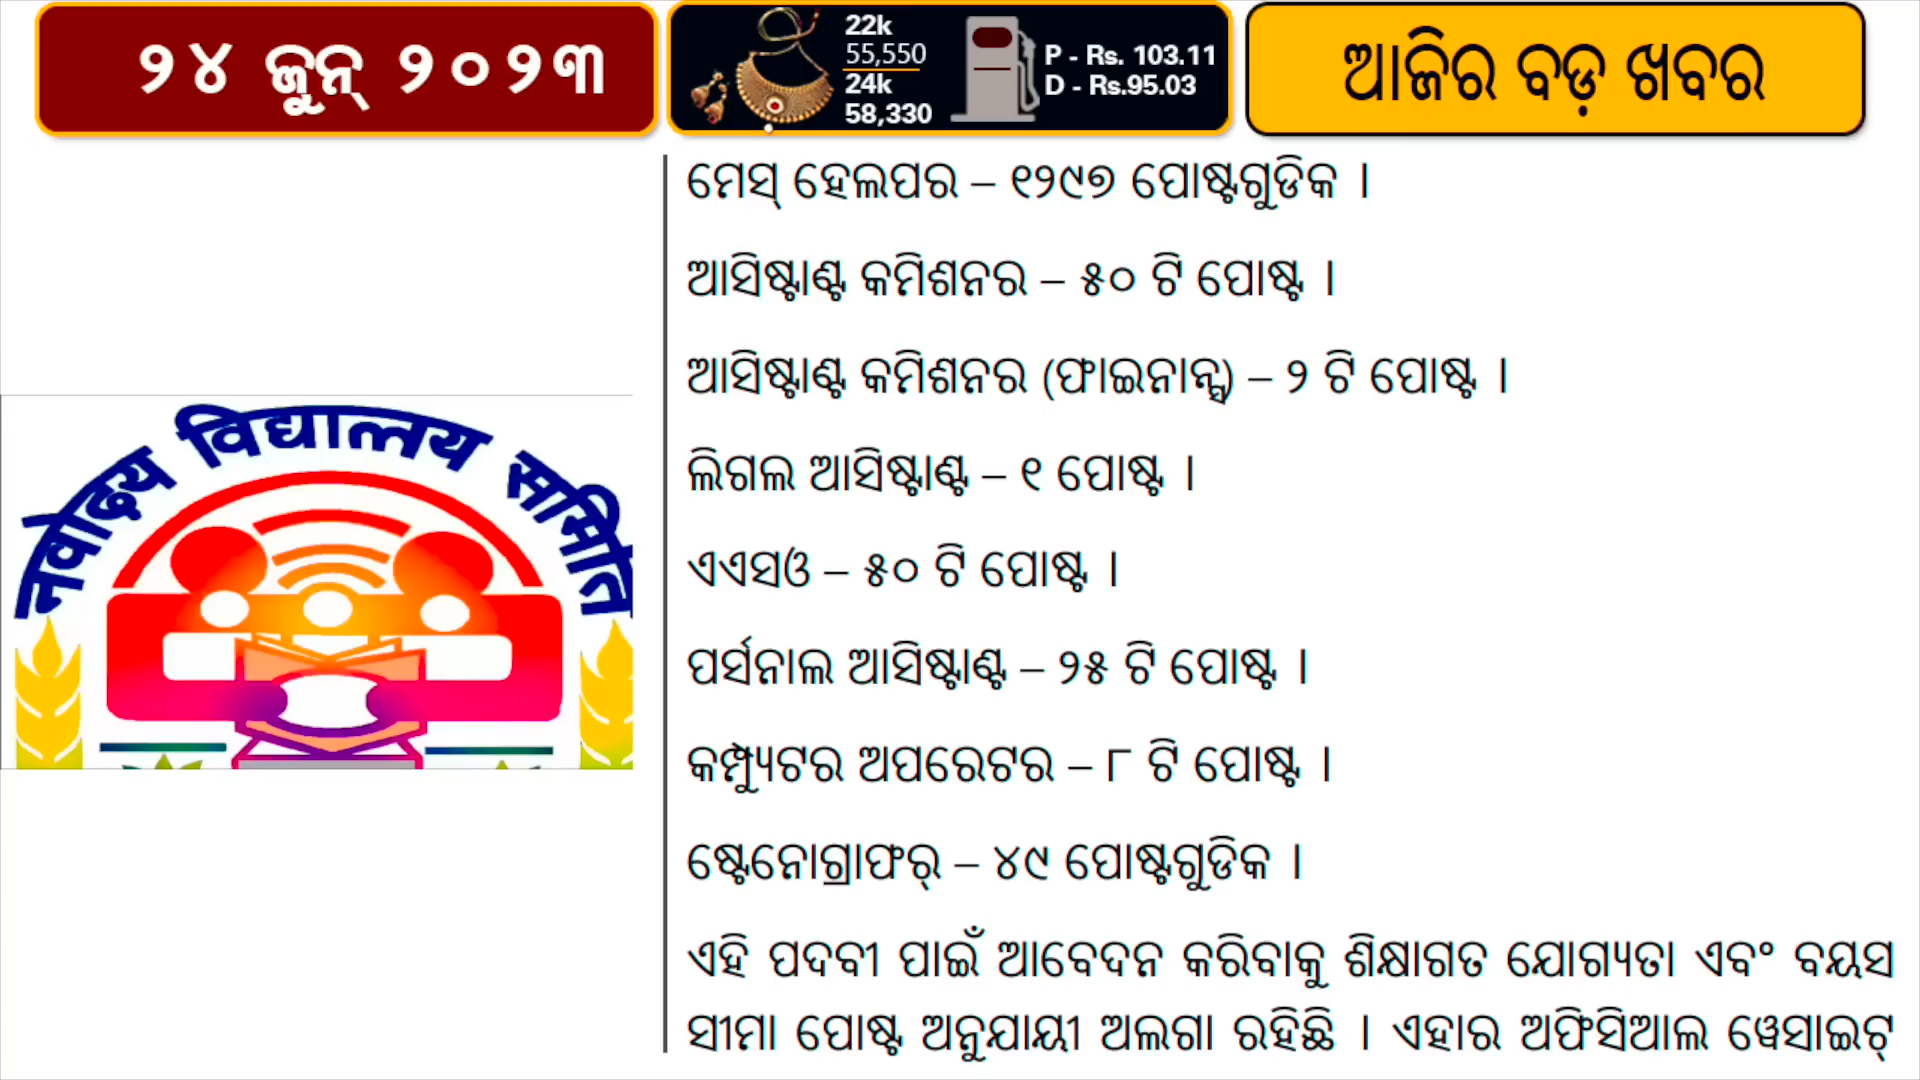 ୨୪ ଜୁନ୍ ୨୦୨୩
22k
55,550
24k
58,330
P - Rs. 103.11
D - Rs.95.03
ଆଜିର ବଡ଼ ଖବର
नवोदय विद्यालय समिति
ମେସ୍ ହେଲପର – ୧୨୯୭ ପୋଷ୍ଟଗୁଡିକ ।
ଆସିଷ୍ଟାଣ୍ଟ କମିଶନର – ୫୦ ଟି ପୋଷ୍ଟ ।
ଆସିଷ୍ଟାଣ୍ଟ କମିଶନର (ଫାଇନାନ୍ସ) – ୨ ଟି ପୋଷ୍ଟ ।
ଲିଗଲ ଆସିଷ୍ଟାଣ୍ଟ – ୧ ପୋଷ୍ଟ ।
ଏଏସଓ – ୫୦ ଟି ପୋଷ୍ଟ ।
ପର୍ସନାଲ ଆସିଷ୍ଟାଣ୍ଟ – ୨୫ ଟି ପୋଷ୍ଟ ।
କମ୍ପ୍ୟୁଟର ଅପରେଟର – ୮ ଟି ପୋଷ୍ଟ ।
ଷ୍ଟେନୋଗ୍ରାଫର୍ – ୪୯ ପୋଷ୍ଟଗୁଡିକ ।
ଏହି ପଦବୀ ପାଇଁ ଆବେଦନ କରିବାକୁ ଶିକ୍ଷାଗତ ଯୋଗ୍ୟତା ଏବଂ ବୟସ
ସୀମା ପୋଷ୍ଟ ଅନୁଯାୟୀ ଅଲଗା ରହିଛି । ଏହାର ଅଫିସିଆଲ ୱେସାଇଟ୍